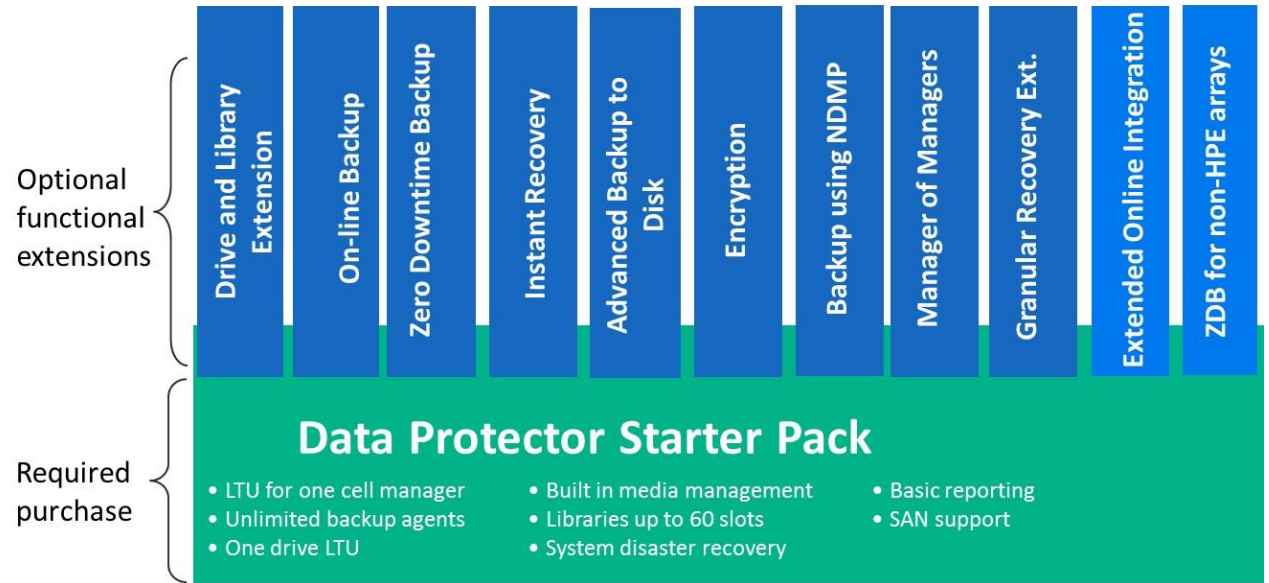 Optional
functional
extensions
Drive and Library
Extension
On-line Backup
Zero Downtime Backup
Instant Recovery
Advanced Backup to
Disk
Encryption
Backup using NDMP
Manager of Managers
Granular Recovery Ext.
Extended Online Integration
ZDB for non-HPE arrays
Required
purchase
Data Protector Starter Pack
• LTU for one cell manager
• Unlimited backup agents
• One drive LTU
• Built in media management
• Libraries up to 60 slots
• System disaster recovery
• Basic reporting
• SAN support